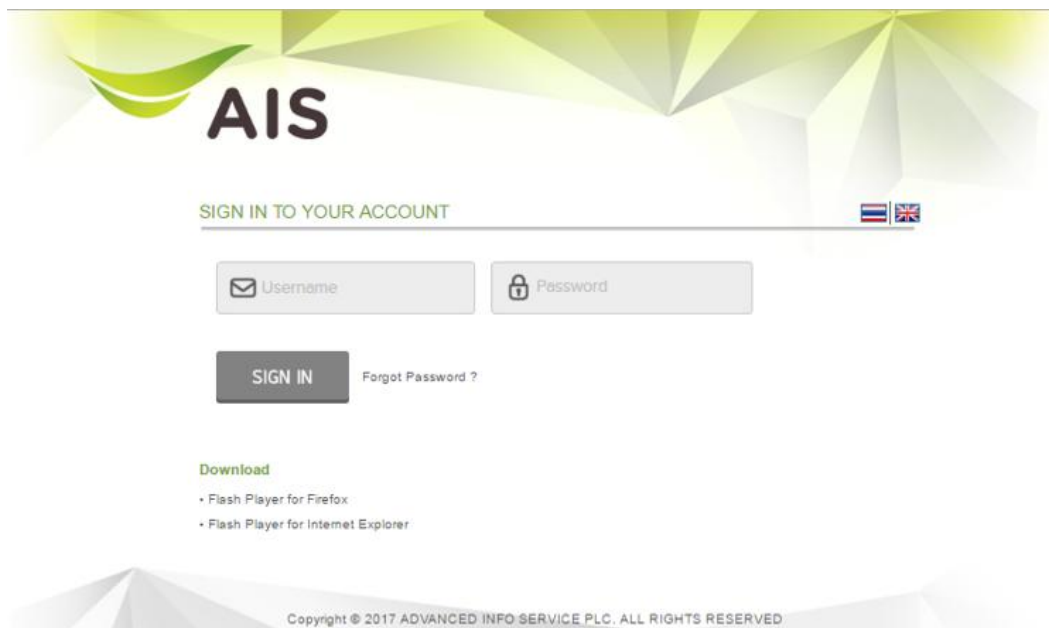 AIS
SIGN IN TO YOUR ACCOUNT
Username Password
SIGN IN Forgot Password ?
Download
• Flash Player for Firefox
• Flash Player for Internet Explorer
Copyright © 2017 ADVANCED INFO SERVICE PLC. ALL RIGHTS RESERVED